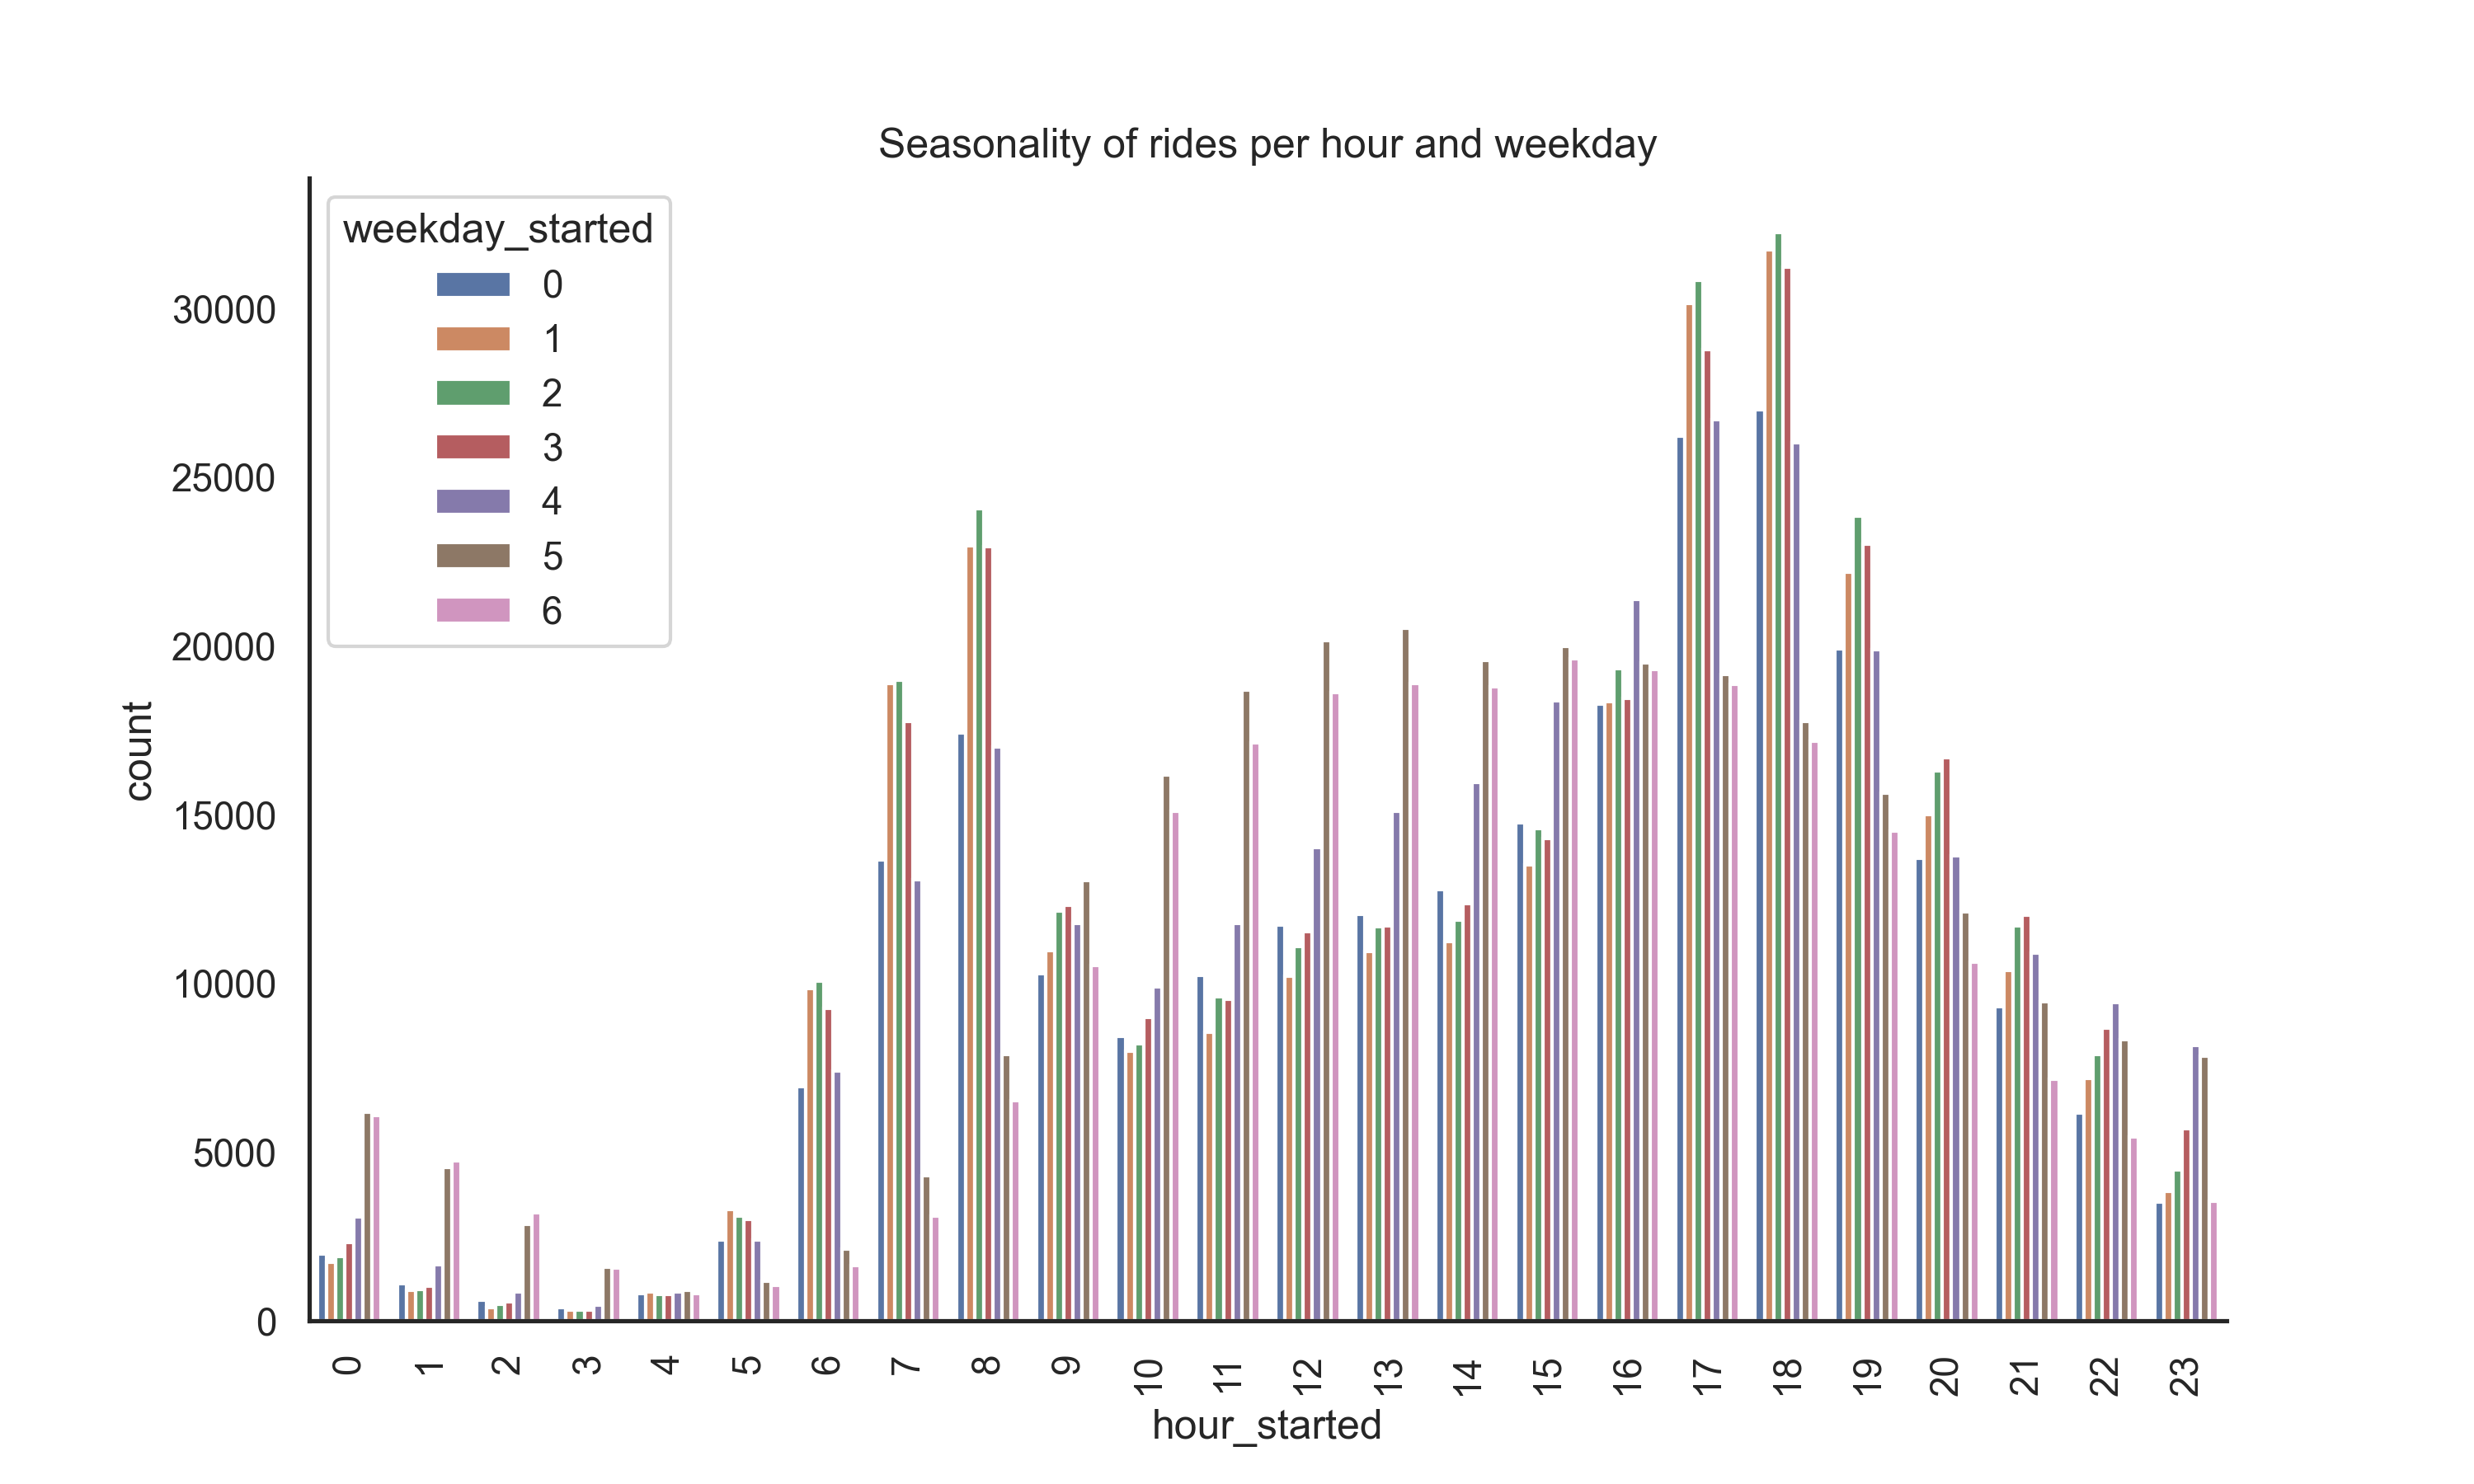 Seasonality of rides per hour and weekday
weekday_started
0
1
2
3
4
5
6
count
30000
25000
20000
15000
10000
5000
0
0 1 2 3 4 5 6 7 8 9 10 11 12 13 14 15 16 17 18 19 20 21 22 23
hour_started